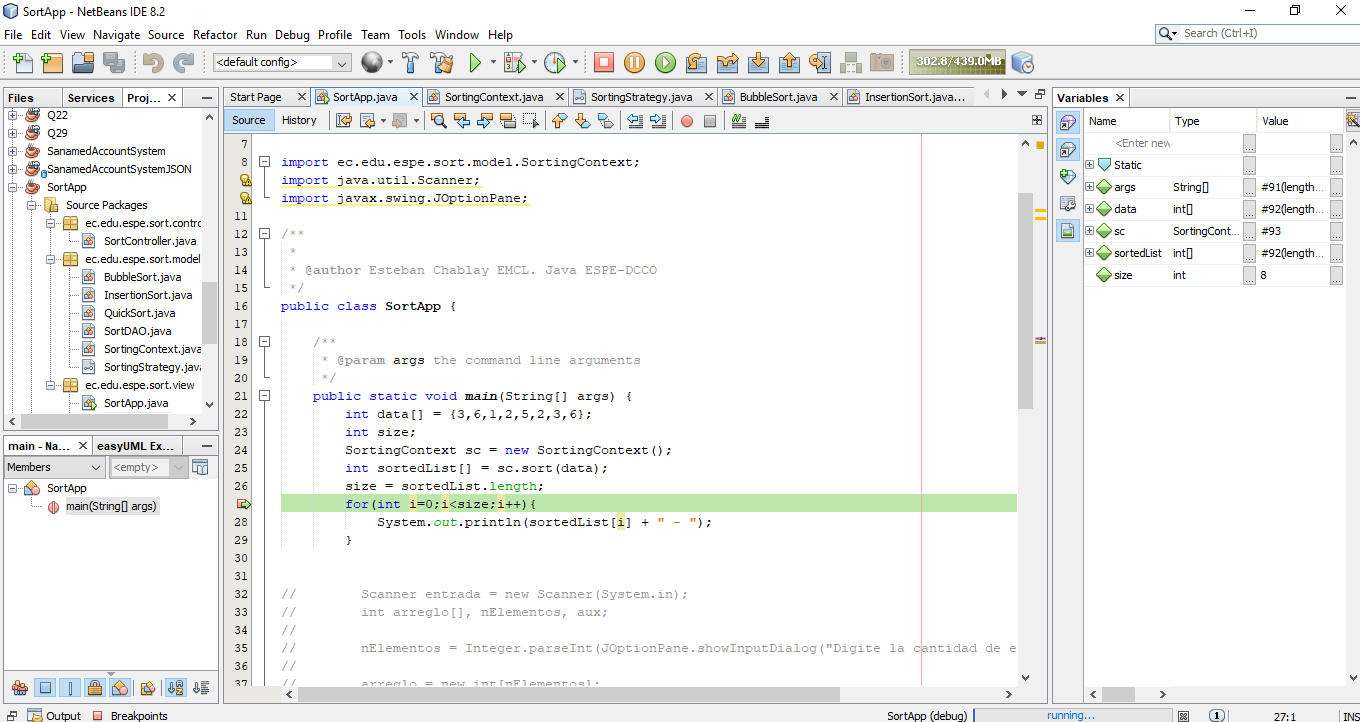 SortApp - NetBeans IDE 8.2
File Edit View Navigate Source Refactor Run Debug Profile Team Tools Window Help
Search (Ctrl+I)
<default config>
302.8/439.0MB
Files Services Proj...
Q22
Q29
SanamedAccountSystem
SanamedAccountSystemJSON
SortApp
Source Packages
ec.edu.espe.sort.contro
SortController.java
ec.edu.espe.sort.model
BubbleSort.java
InsertionSort.java
QuickSort.java
SortDAO.java
SortingContext.java
SortingStrategy.java
ec.edu.espe.sort.view
SortApp.java
main - Na... easyUML Ex...
Members <empty>
SortApp
main(String[] args)
Start Page SortApp.java SortingContext.java SortingStrategy.java BubbleSort.java InsertionSort.java...
Source History
7
8 import ec.edu.espe.sort.model.SortingContext;
import java.util.Scanner;
import javax.swing.JOptionPane;
11
12 /**
13 *
14 * @author Esteban Chablay EMCL. Java ESPE-DCCO
15 */
16 public class SortApp {
17
18 /**
19 * @param args the command line arguments
20 */
21 public static void main(String[] args) {
22 int data[] = {3,6,1,2,5,2,3,6};
23 int size;
24 SortingContext sc = new SortingContext();
25 int sortedList[] = sc.sort(data);
26 size = sortedList.length;
for(int i=0;i<size;i++){
28 System.out.println(sortedList[i] + " - ");
29 }
30
31
32 // Scanner entrada = new Scanner(System.in);
33 // int arreglo[], nElementos, aux;
34 //
35 // nElementos = Integer.parseInt(JOptionPane.showInputDialog("Digite la cantidad de e
36 //
37 // arreglo = new int[nElementos];
Variables
Name Type Value
<Enter new ... ...
Static ... ...
args String[] ... #91(length... ...
data int[] ... #92(length... ...
sc SortingCont... ... #93 ...
sortedList int[] ... #92(length... ...
size int ... 8 ...
Output Breakpoints
SortApp (debug) running... 1 27:1 INS